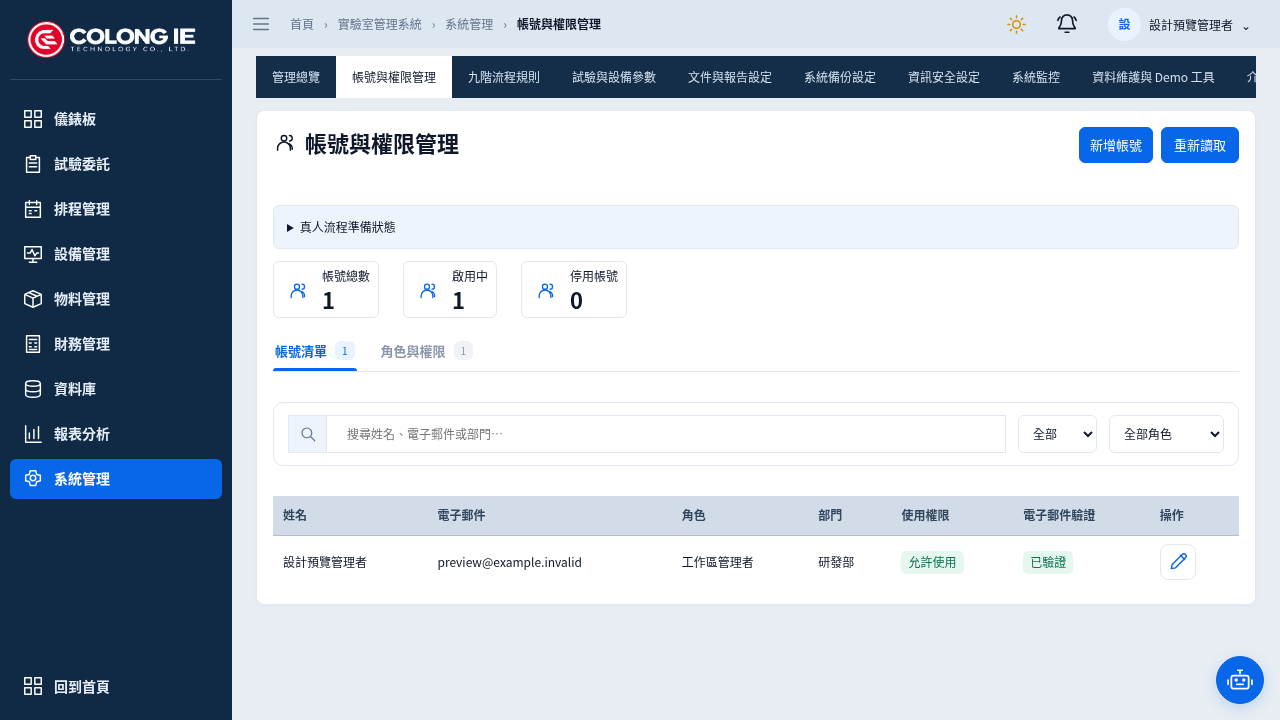 COLONG IE
TECHNOLOGY CO., LTD.
儀錶板
試驗委託
排程管理
設備管理
物料管理
財務管理
資料庫
報表分析
系統管理
回到首頁
首頁 › 實驗室管理系統 › 系統管理 › 帳號與權限管理
設 設計預覽管理者
管理總覽 帳號與權限管理 九階流程規則 試驗與設備參數 文件與報告設定 系統備份設定 資訊安全設定 系統監控 資料維護與 Demo 工具 介
帳號與權限管理
新增帳號 重新讀取
真人流程準備狀態
帳號總數
1
啟用中
1
停用帳號
0
帳號清單 1 角色與權限 1
搜尋姓名、電子郵件或部門… 全部 全部角色
姓名 電子郵件 角色 部門 使用權限 電子郵件驗證 操作
設計預覽管理者 preview@example.invalid 工作區管理者 研發部 允許使用 已驗證